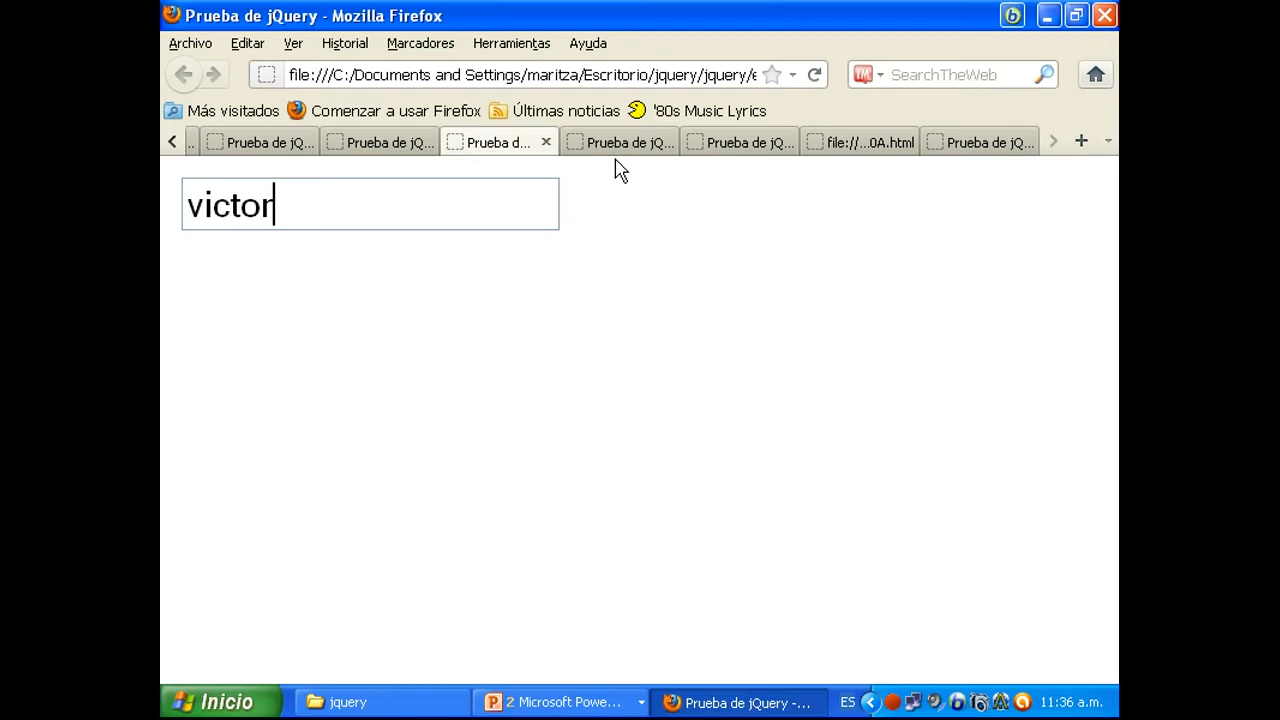 Prueba de jQuery - Mozilla Firefox
Archivo Editar Ver Historial Marcadores Herramientas Ayuda
file:///C:/Documents and Settings/maritza/Escritorio/jquery/jquery/e SearchTheWeb
Más visitados Comenzar a usar Firefox Últimas noticias '80s Music Lyrics
.. Prueba de jQ... Prueba de jQ... Prueba d... Prueba de jQ... Prueba de jQ... file://...0A.html Prueba de jQ...
victor
Inicio jquery 2 Microsoft Powe... Prueba de jQuery -... ES 11:36 a.m.